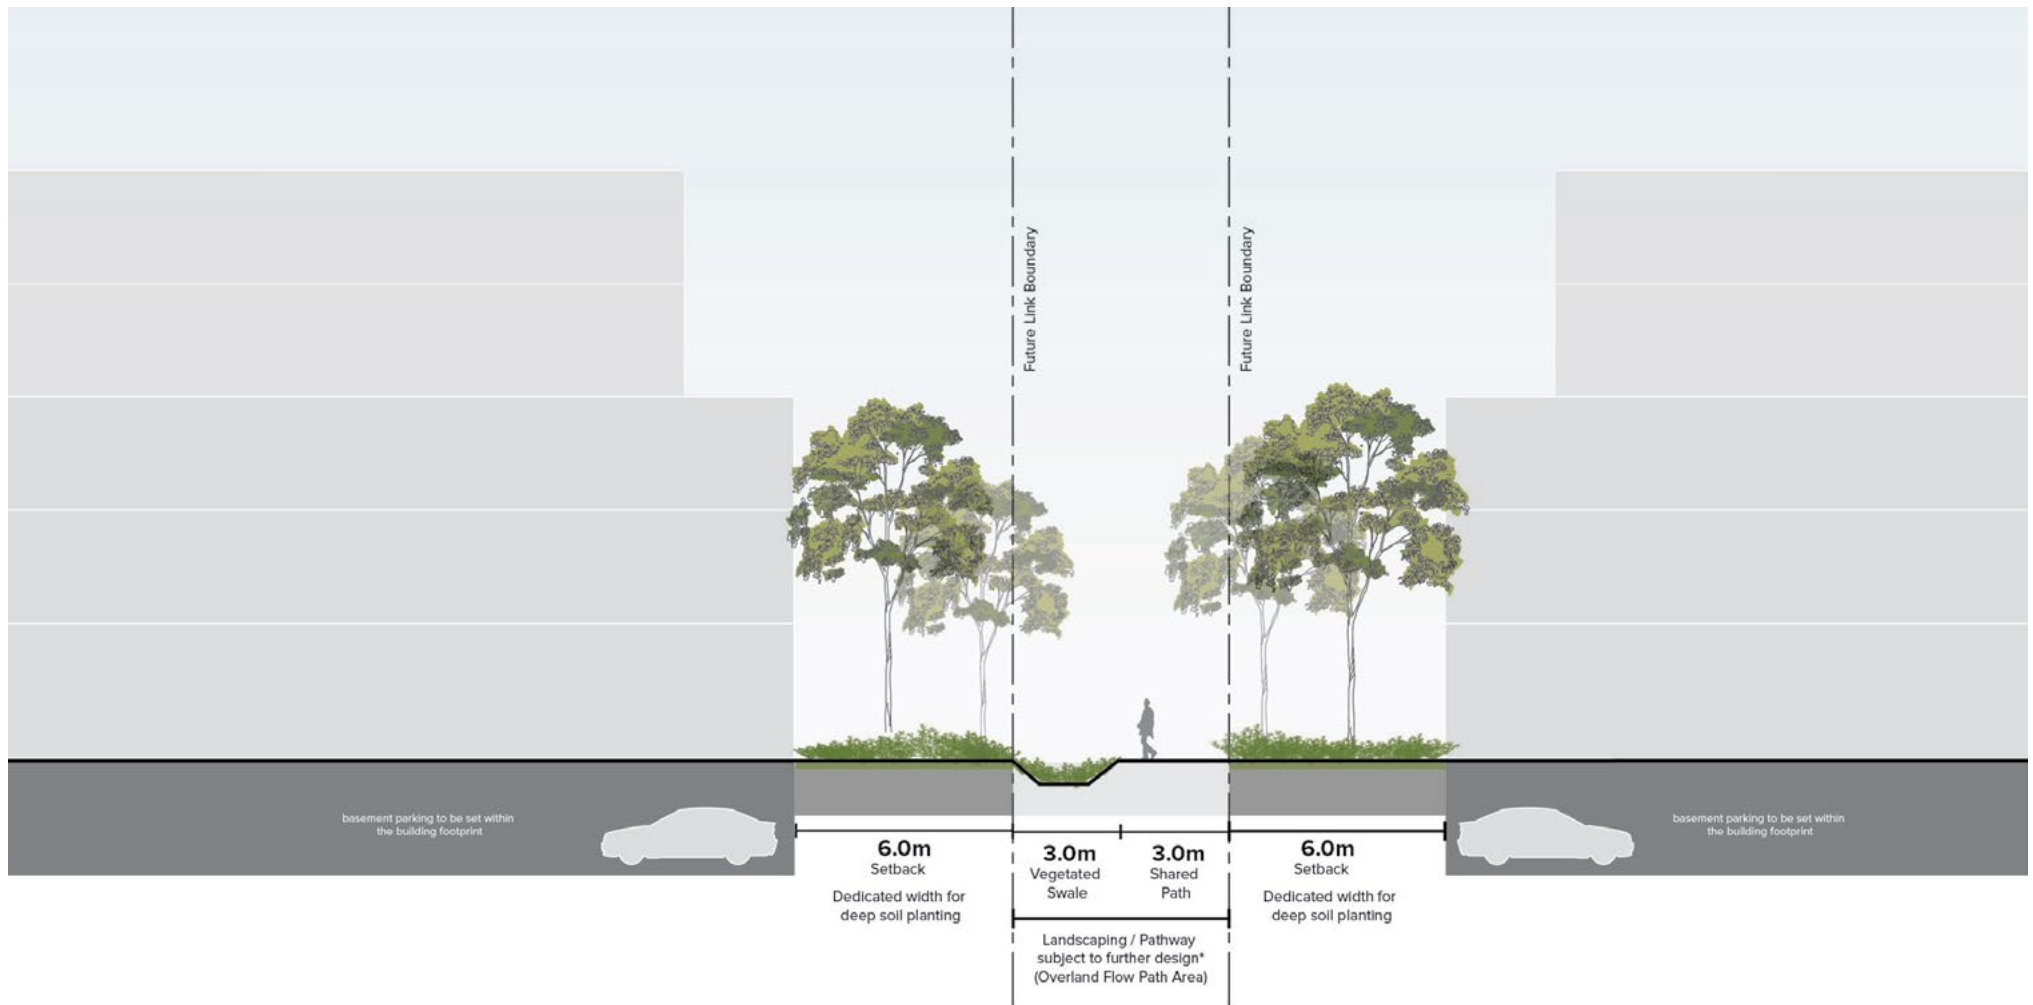 Future Link Boundary
Future Link Boundary
basement parking to be set within
the building footprint
basement parking to be set within
the building footprint
6.0m
Setback
Dedicated width for
deep soil planting
3.0m
Vegetated
Swale
3.0m
Shared
Path
6.0m
Setback
Dedicated width for
deep soil planting
Landscaping / Pathway
subject to further design*
(Overland Flow Path Area)